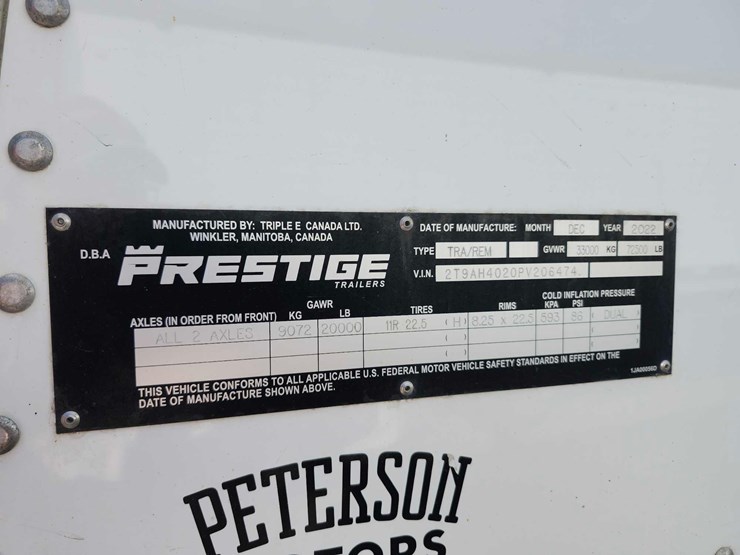 MANUFACTURED BY: TRIPLE E CANADA LTD.
WINKLER, MANITOBA, CANADA
D.B.A PRESTIGE
TRAILERS
DATE OF MANUFACTURE: MONTH DEC YEAR 2022
TYPE TRA/REM GVWR 33000 KG 72500 LB
V.I.N. 2T9AH4020PV206474
GAWR
AXLES (IN ORDER FROM FRONT) KG LB TIRES RIMS COLD INFLATION PRESSURE KPA PSI
ALL 2 AXLES 9072 20000 11R 22.5 (H) 8.25 x 22.5 593 86 DUAL
THIS VEHICLE CONFORMS TO ALL APPLICABLE U.S. FEDERAL MOTOR VEHICLE SAFETY STANDARDS IN EFFECT ON THE
DATE OF MANUFACTURE SHOWN ABOVE.
PETERSON